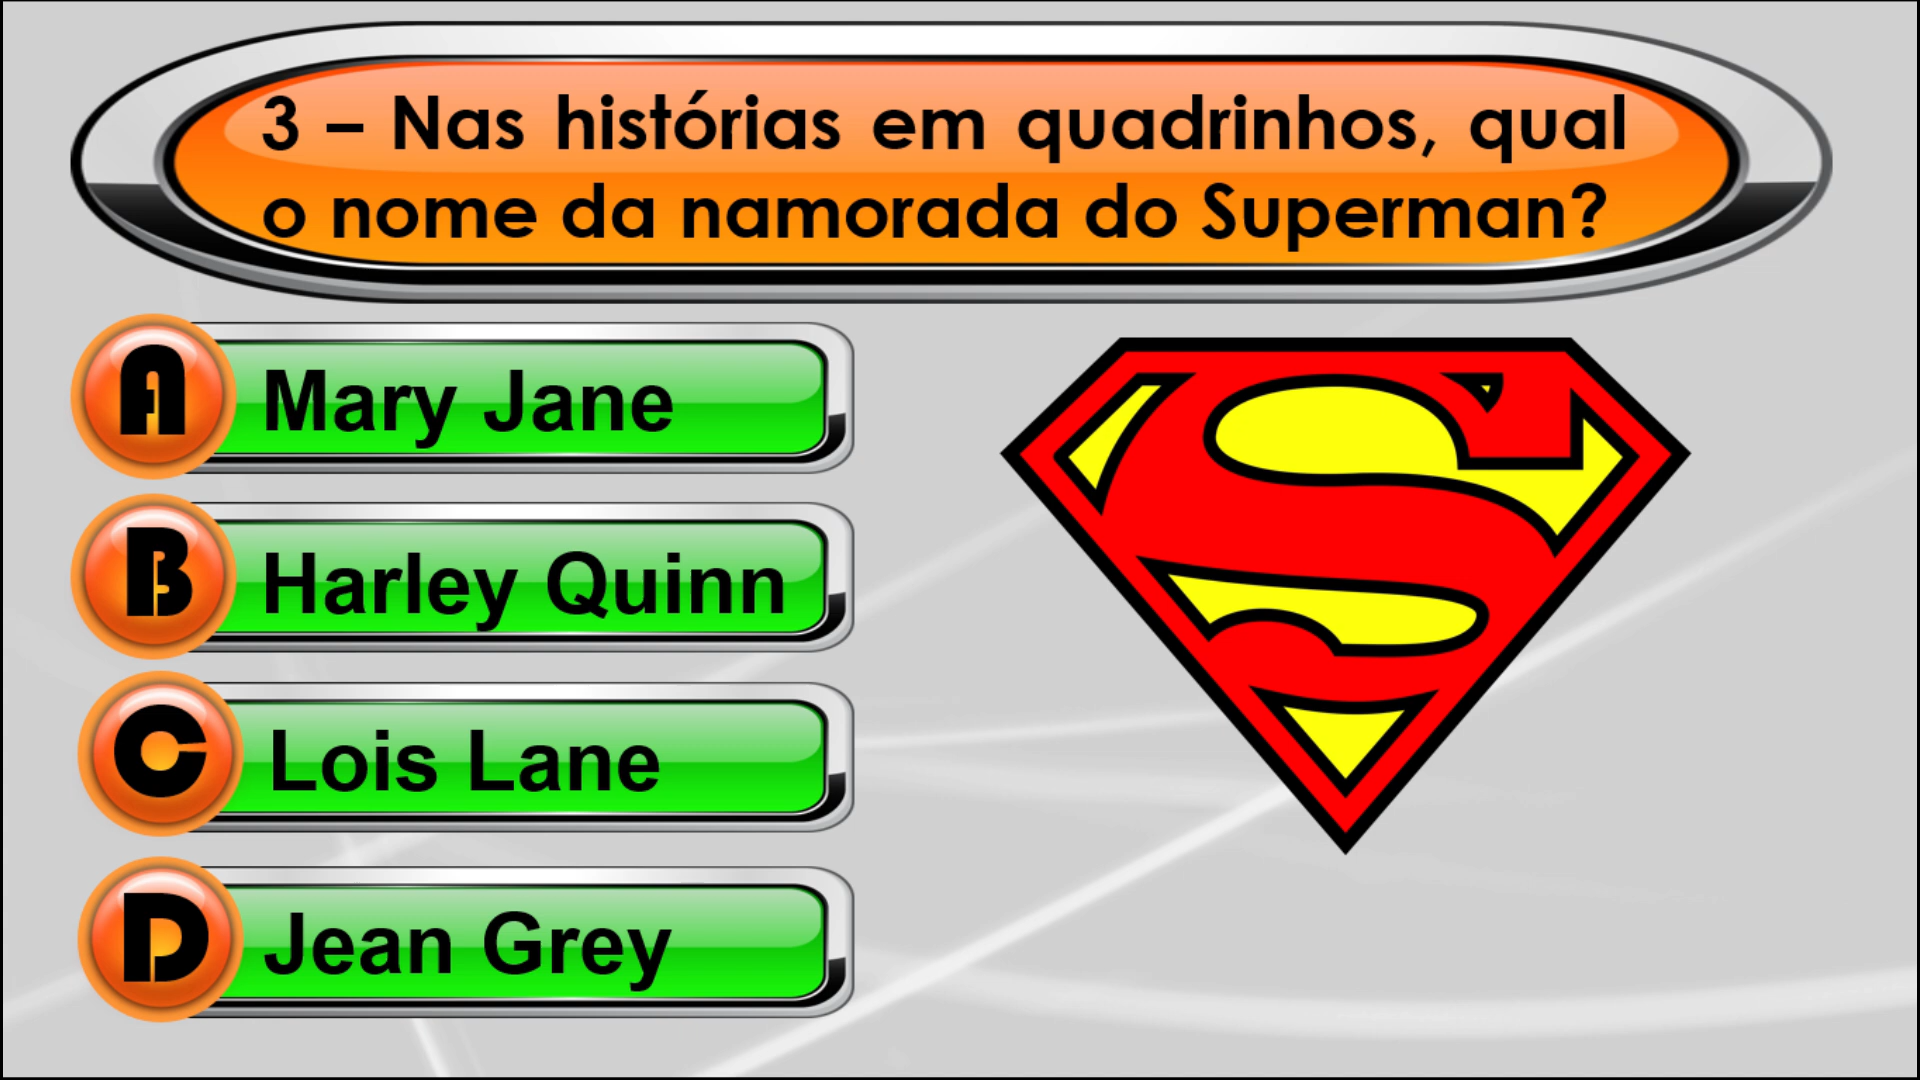 3 – Nas histórias em quadrinhos, qual
o nome da namorada do Superman?
A Mary Jane
B Harley Quinn
C Lois Lane
D Jean Grey
S